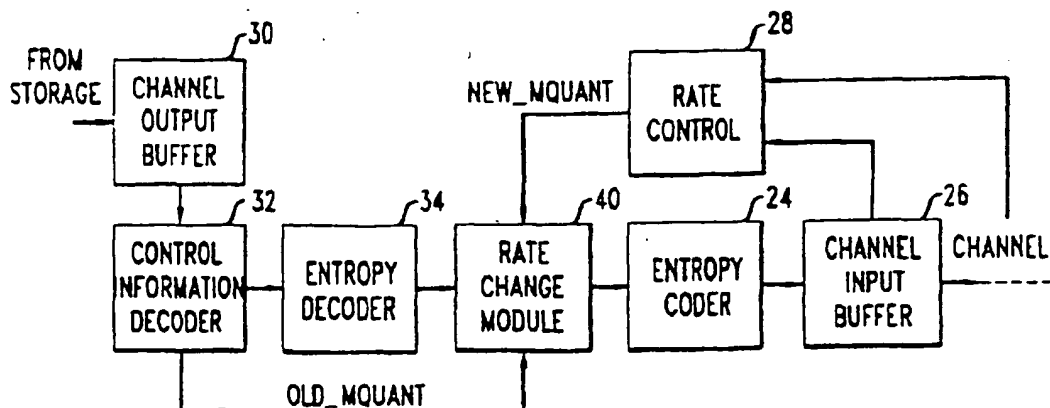 FROM
STORAGE
30
CHANNEL
OUTPUT
BUFFER
NEW_MQUANT
28
RATE
CONTROL
32
CONTROL
INFORMATION
DECODER
34
ENTROPY
DECODER
40
RATE
CHANGE
MODULE
24
ENTROPY
CODER
26
CHANNEL
INPUT
BUFFER
CHANNEL
OLD_MQUANT